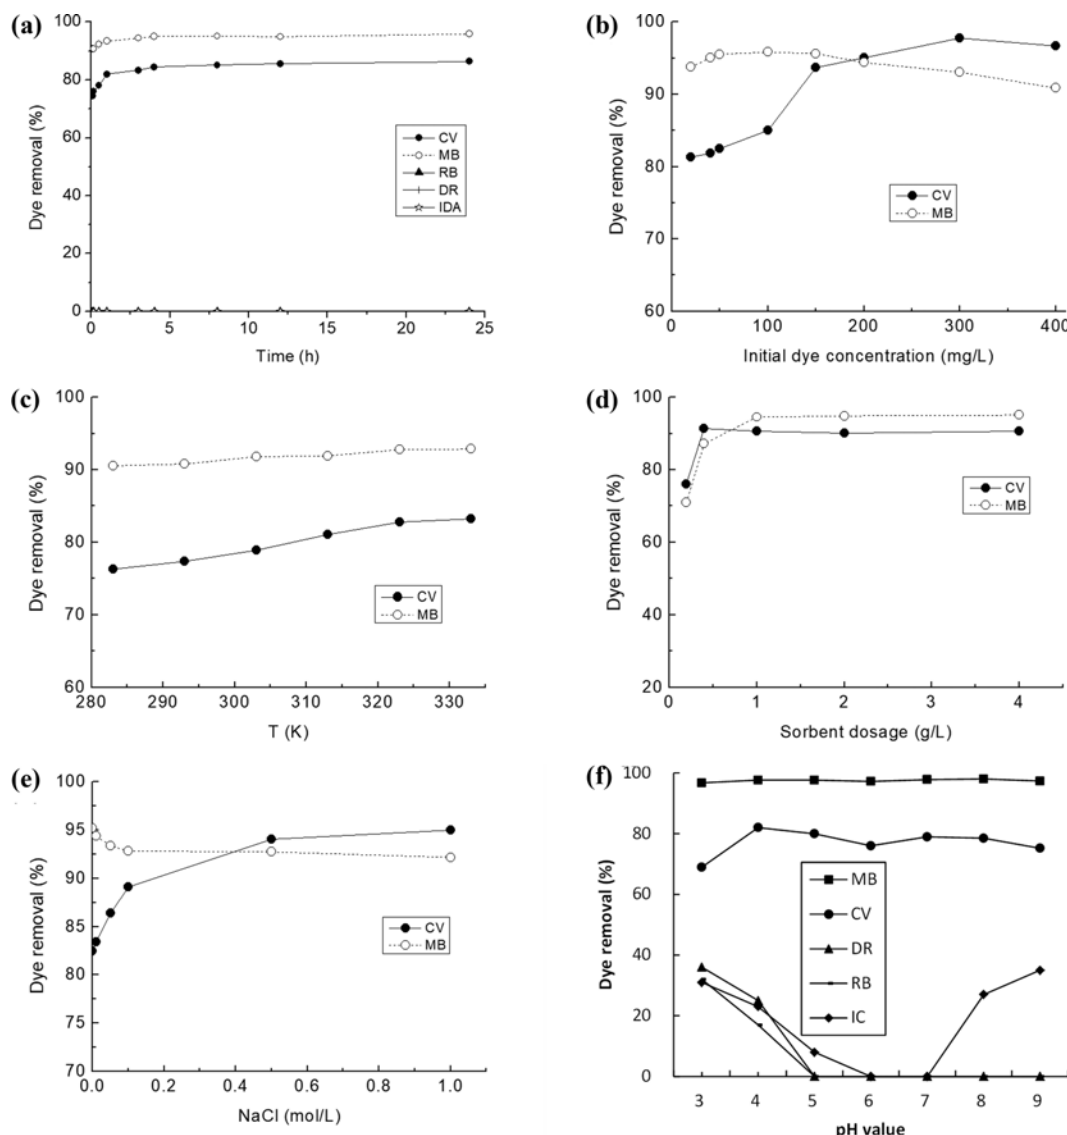 (a)
100
80
60
40
20
0
Dye removal (%)
CV
MB
RB
DR
IDA
0 5 10 15 20 25
Time (h)
(b)
100
90
80
70
60
Dye removal (%)
CV
MB
0 100 200 300 400
Initial dye concentration (mg/L)
(c)
100
90
80
70
60
Dye removal (%)
CV
MB
280 290 300 310 320 330
T (K)
(d)
100
80
60
40
20
Dye removal (%)
CV
MB
0 1 2 3 4
Sorbent dosage (g/L)
(e)
100
95
90
85
80
75
70
Dye removal (%)
CV
MB
0.0 0.2 0.4 0.6 0.8 1.0
NaCl (mol/L)
(f)
100
80
60
40
20
0
Dye removal (%)
MB
CV
DR
RB
IC
3 4 5 6 7 8 9
pH value